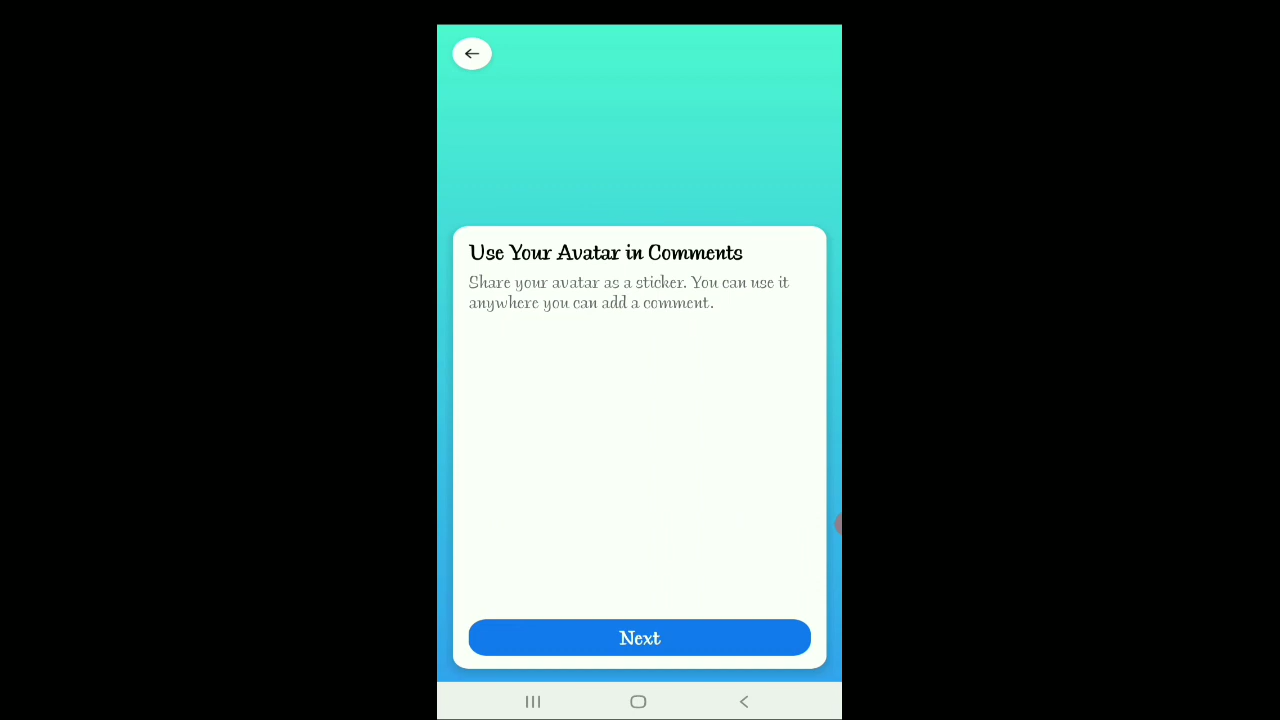 Use Your Avatar in Comments
Share your avatar as a sticker. You can use it
anywhere you can add a comment.
Next